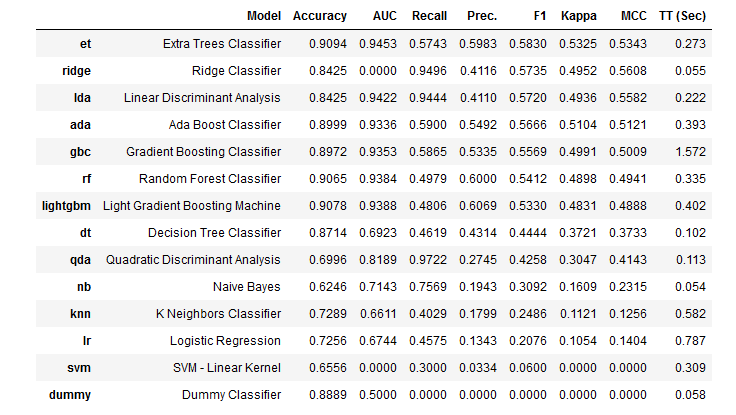 Model Accuracy AUC Recall Prec. F1 Kappa MCC TT (Sec)
et Extra Trees Classifier 0.9094 0.9453 0.5743 0.5983 0.5830 0.5325 0.5343 0.273
ridge Ridge Classifier 0.8425 0.0000 0.9496 0.4116 0.5735 0.4952 0.5608 0.055
lda Linear Discriminant Analysis 0.8425 0.9422 0.9444 0.4110 0.5720 0.4936 0.5582 0.222
ada Ada Boost Classifier 0.8999 0.9336 0.5900 0.5492 0.5666 0.5104 0.5121 0.393
gbc Gradient Boosting Classifier 0.8972 0.9353 0.5865 0.5335 0.5569 0.4991 0.5009 1.572
rf Random Forest Classifier 0.9065 0.9384 0.4979 0.6000 0.5412 0.4898 0.4941 0.335
lightgbm Light Gradient Boosting Machine 0.9078 0.9388 0.4806 0.6069 0.5330 0.4831 0.4888 0.402
dt Decision Tree Classifier 0.8714 0.6923 0.4619 0.4314 0.4444 0.3721 0.3733 0.102
qda Quadratic Discriminant Analysis 0.6996 0.8189 0.9722 0.2745 0.4258 0.3047 0.4143 0.113
nb Naive Bayes 0.6246 0.7143 0.7569 0.1943 0.3092 0.1609 0.2315 0.054
knn K Neighbors Classifier 0.7289 0.6611 0.4029 0.1799 0.2486 0.1121 0.1256 0.582
lr Logistic Regression 0.7256 0.6744 0.4575 0.1343 0.2076 0.1054 0.1404 0.787
svm SVM - Linear Kernel 0.6556 0.0000 0.3000 0.0334 0.0600 0.0000 0.0000 0.309
dummy Dummy Classifier 0.8889 0.5000 0.0000 0.0000 0.0000 0.0000 0.0000 0.058